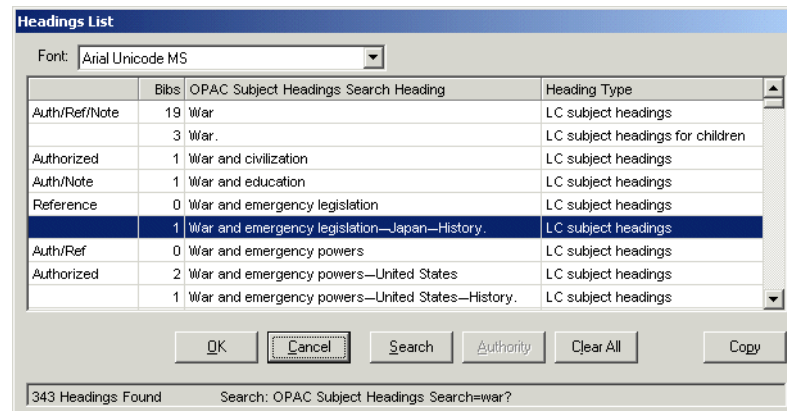 Headings List
Font: Arial Unicode MS
Bibs OPAC Subject Headings Search Heading Heading Type
Auth/Ref/Note 19 War LC subject headings
3 War. LC subject headings for children
Authorized 1 War and civilization LC subject headings
Auth/Note 1 War and education LC subject headings
Reference 0 War and emergency legislation LC subject headings
1 War and emergency legislation—Japan—History. LC subject headings
Auth/Ref 0 War and emergency powers LC subject headings
Authorized 2 War and emergency powers—United States LC subject headings
1 War and emergency powers—United States—History. LC subject headings
OK Cancel Search Authority Clear All Copy
343 Headings Found Search: OPAC Subject Headings Search=war?